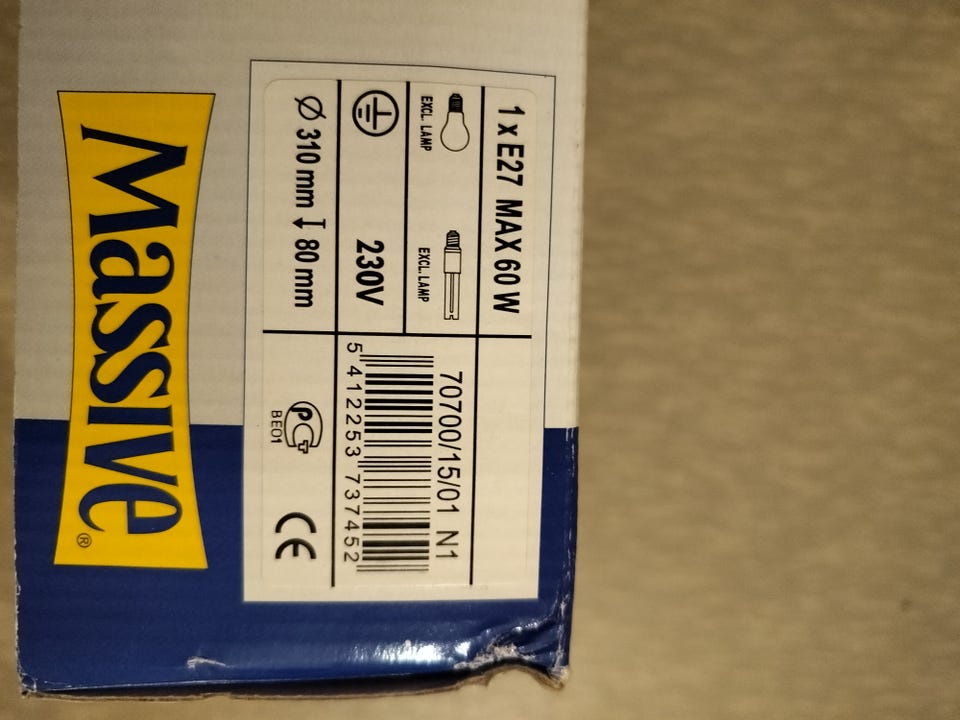 Massive®
1 x E27 MAX 60 W
EXCL. LAMP
EXCL. LAMP
230V
Ø 310 mm 80 mm
70700/15/01 N1
5 412253 737452
PC
BE01
CE